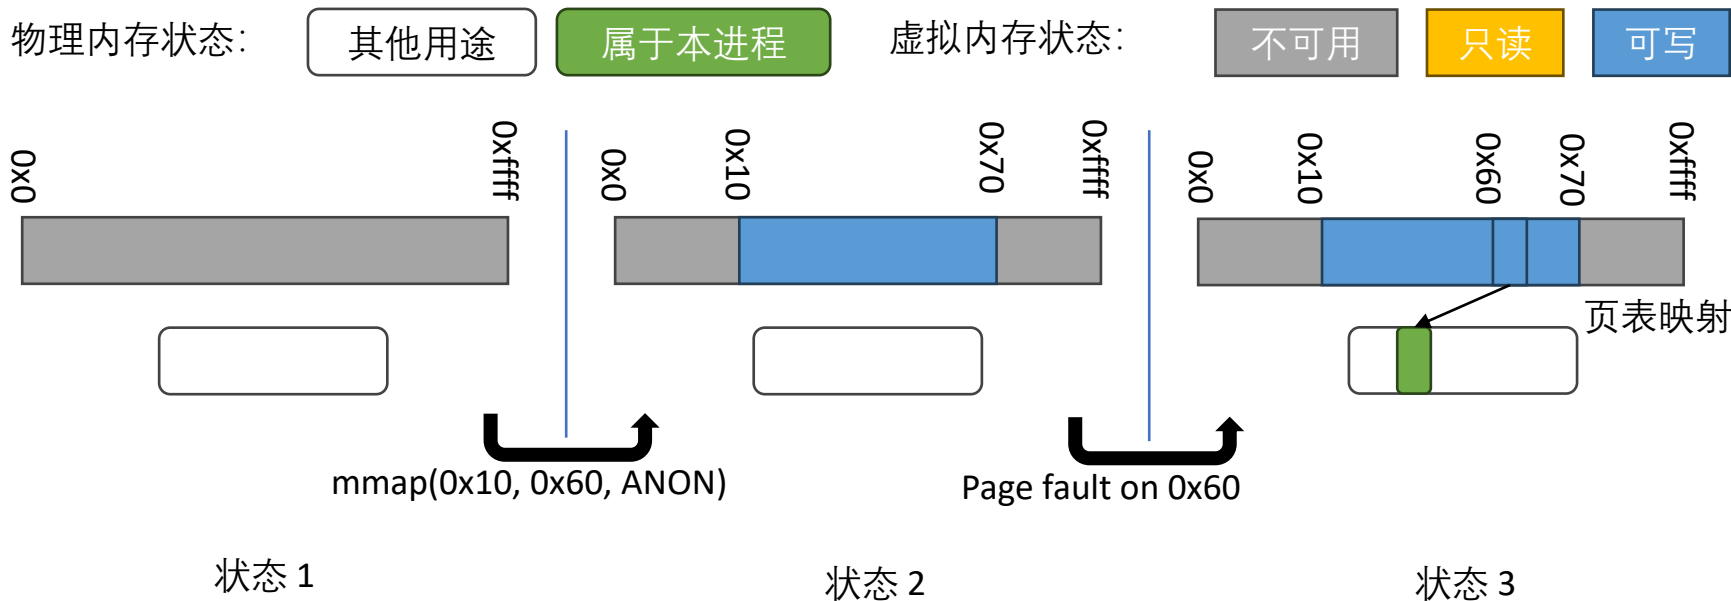 物理内存状态：
其他用途
属于本进程
虚拟内存状态：
不可用
只读
可写
0x0
0xffff
0x0
0x10
0x70
0xffff
0x0
0x10
0x60
0x70
0xffff
页表映射
mmap(0x10, 0x60, ANON)
Page fault on 0x60
状态 1
状态 2
状态 3